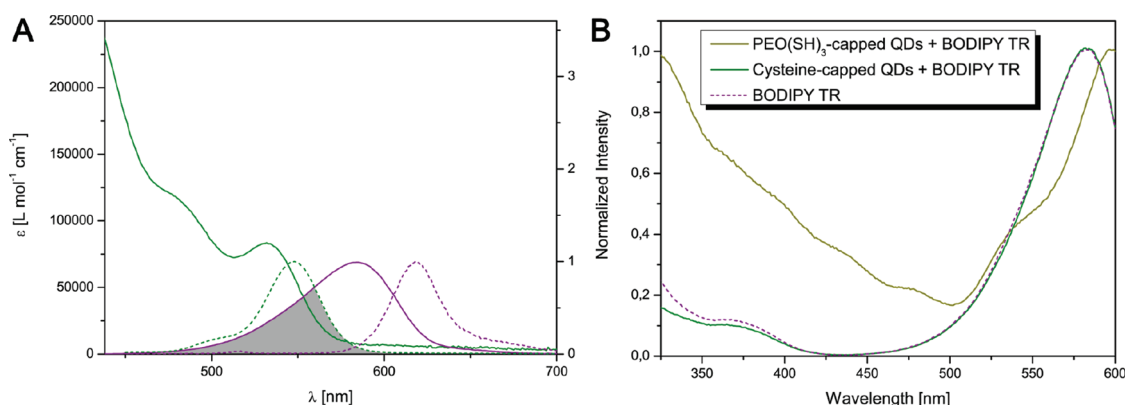 A
250000
200000
150000
100000
50000
0
ε [L mol⁻¹ cm⁻¹]
3
2
1
0
500
600
700
λ [nm]
B
PEO(SH)₃-capped QDs + BODIPY TR
Cysteine-capped QDs + BODIPY TR
BODIPY TR
1,0
0,8
0,6
0,4
0,2
0,0
Normalized Intensity
350
400
450
500
550
600
Wavelength [nm]